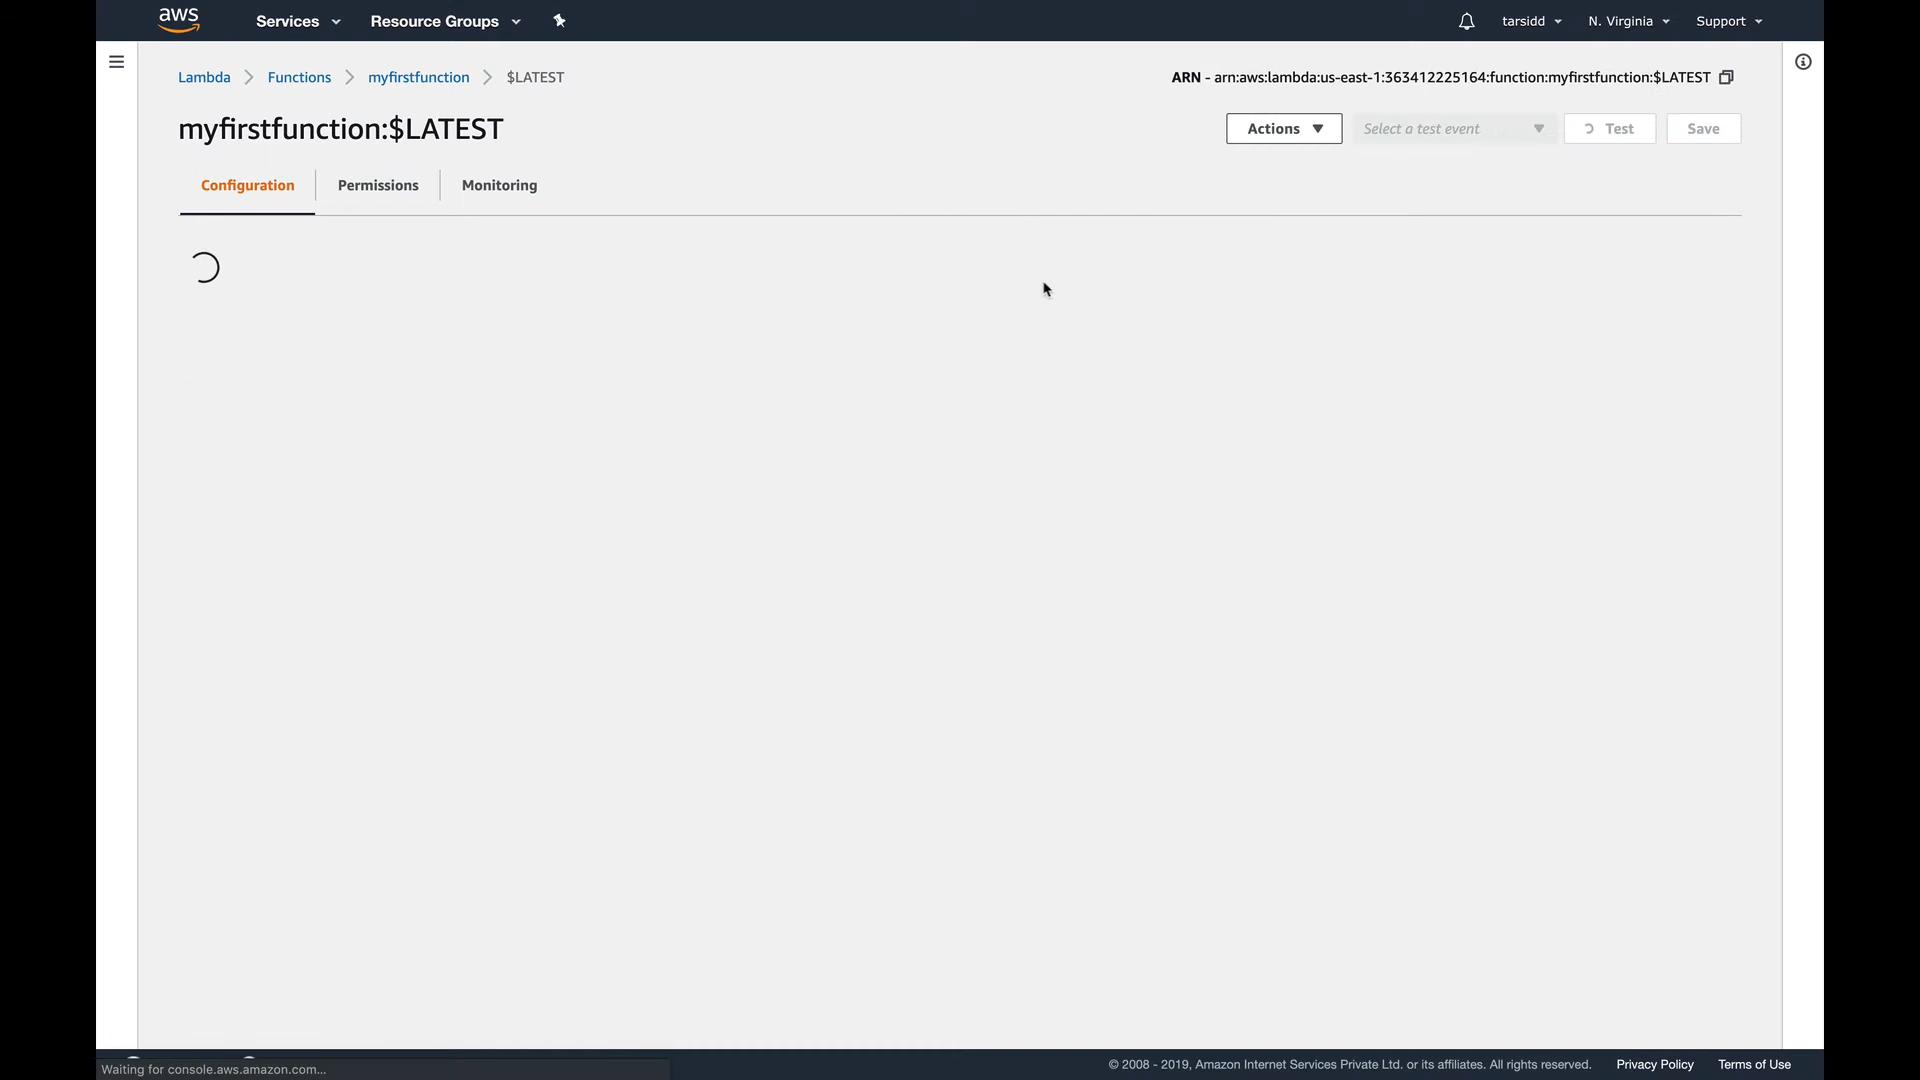 aws Services Resource Groups tarsidd N. Virginia Support
Lambda Functions myfirstfunction $LATEST ARN - arn:aws:lambda:us-east-1:363412225164:function:myfirstfunction:$LATEST
myfirstfunction:$LATEST Actions Select a test event Test Save
Configuration Permissions Monitoring
© 2008 - 2019, Amazon Internet Services Private Ltd. or its affiliates. All rights reserved. Privacy Policy Terms of Use
Waiting for console.aws.amazon.com...